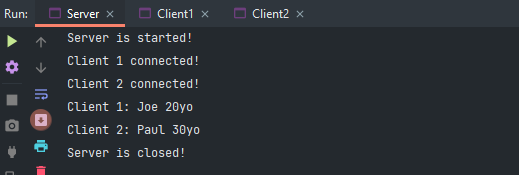 Run: Server Client1 Client2
Server is started!
Client 1 connected!
Client 2 connected!
Client 1: Joe 20yo
Client 2: Paul 30yo
Server is closed!